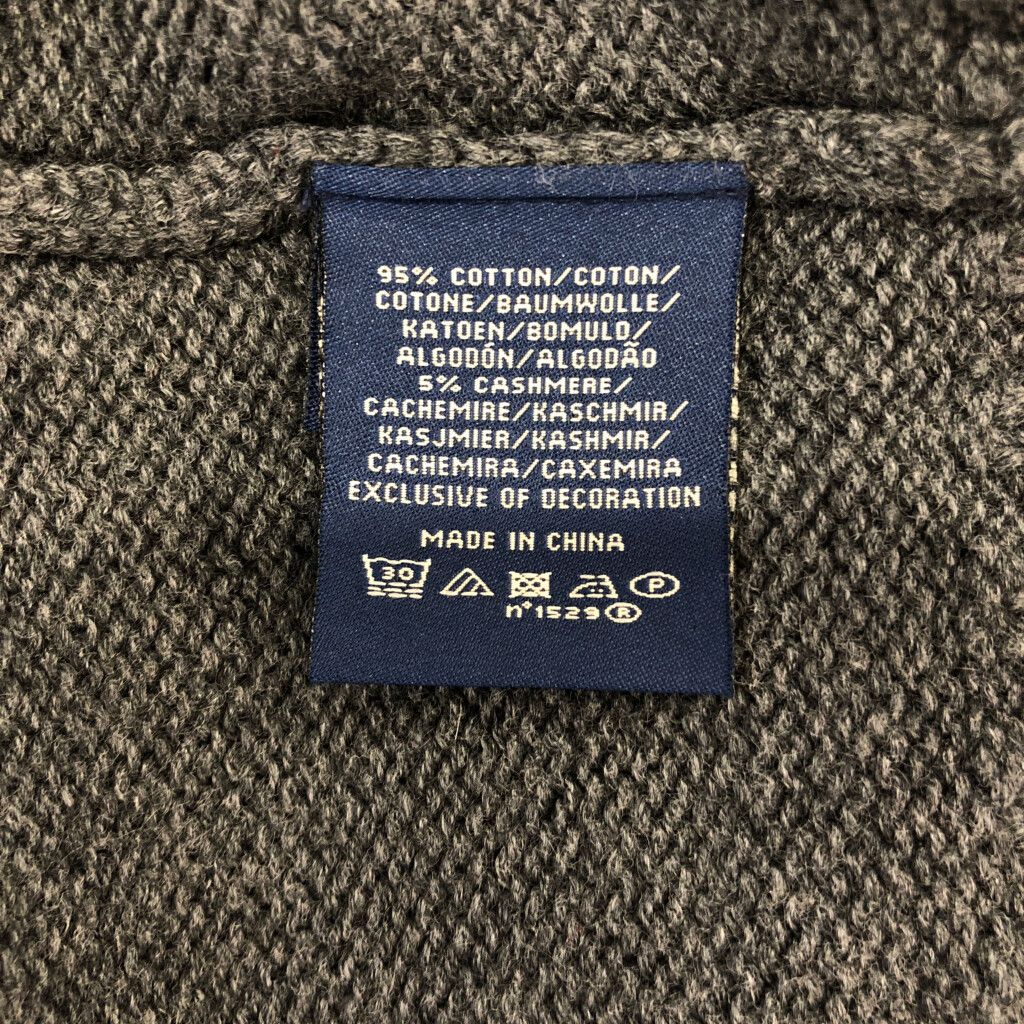 95% COTTON/COTON/
COTONE/BAUMWOLLE/
KATOEN/BOMULD/
ALGODÓN/ALGODÃO
5% CASHMERE/
CACHEMIRE/KASCHMIR/
KASJMIER/KASHMIR/
CACHEMIRA/CAXEMIRA
EXCLUSIVE OF DECORATION
MADE IN CHINA
30 P
n°1529®